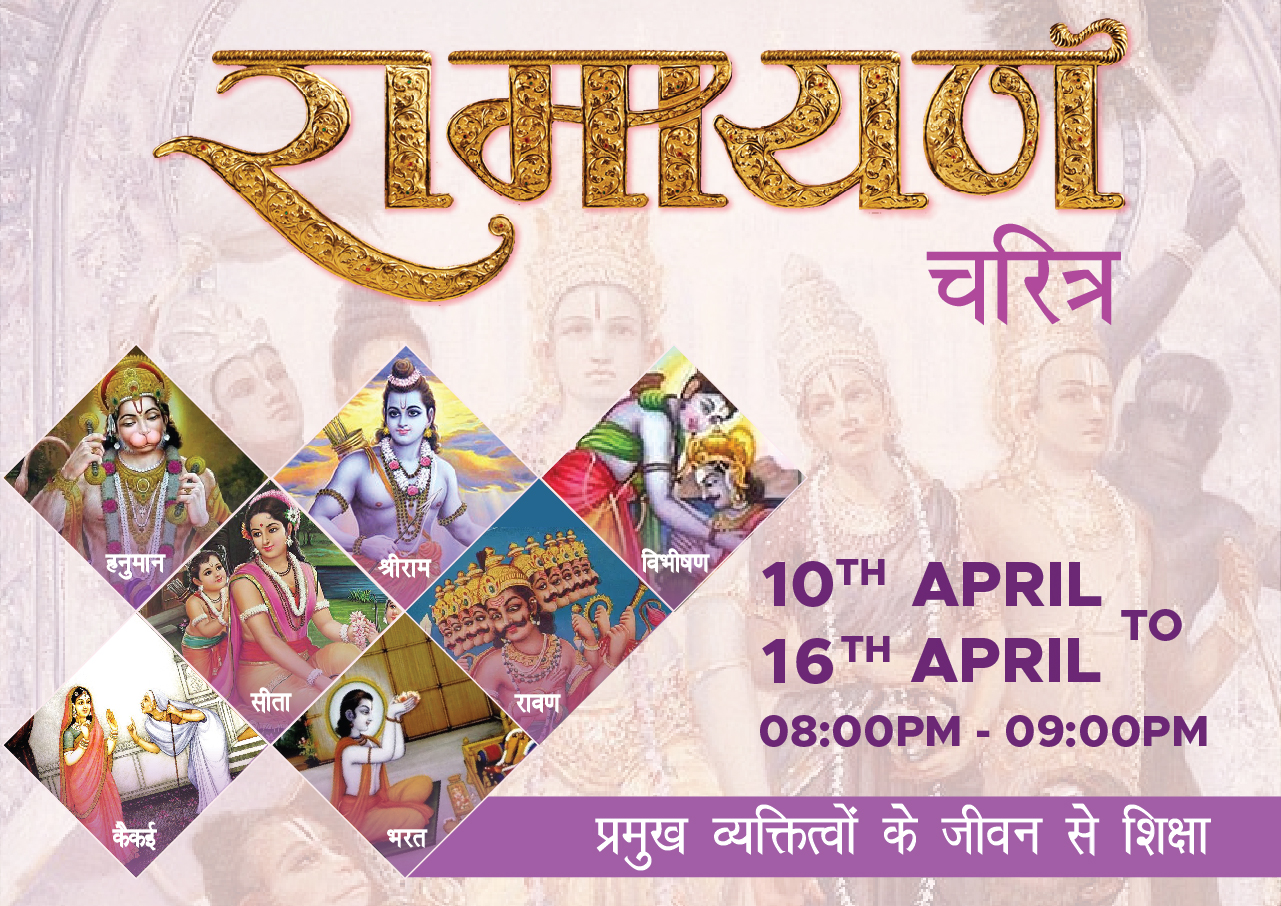 रामायण
चरित्र
हनुमान
श्रीराम
विभीषण
सीता
रावण
कैकई
भरत
10TH APRIL TO
16TH APRIL
08:00PM - 09:00PM
प्रमुख व्यक्तित्वों के जीवन से शिक्षा